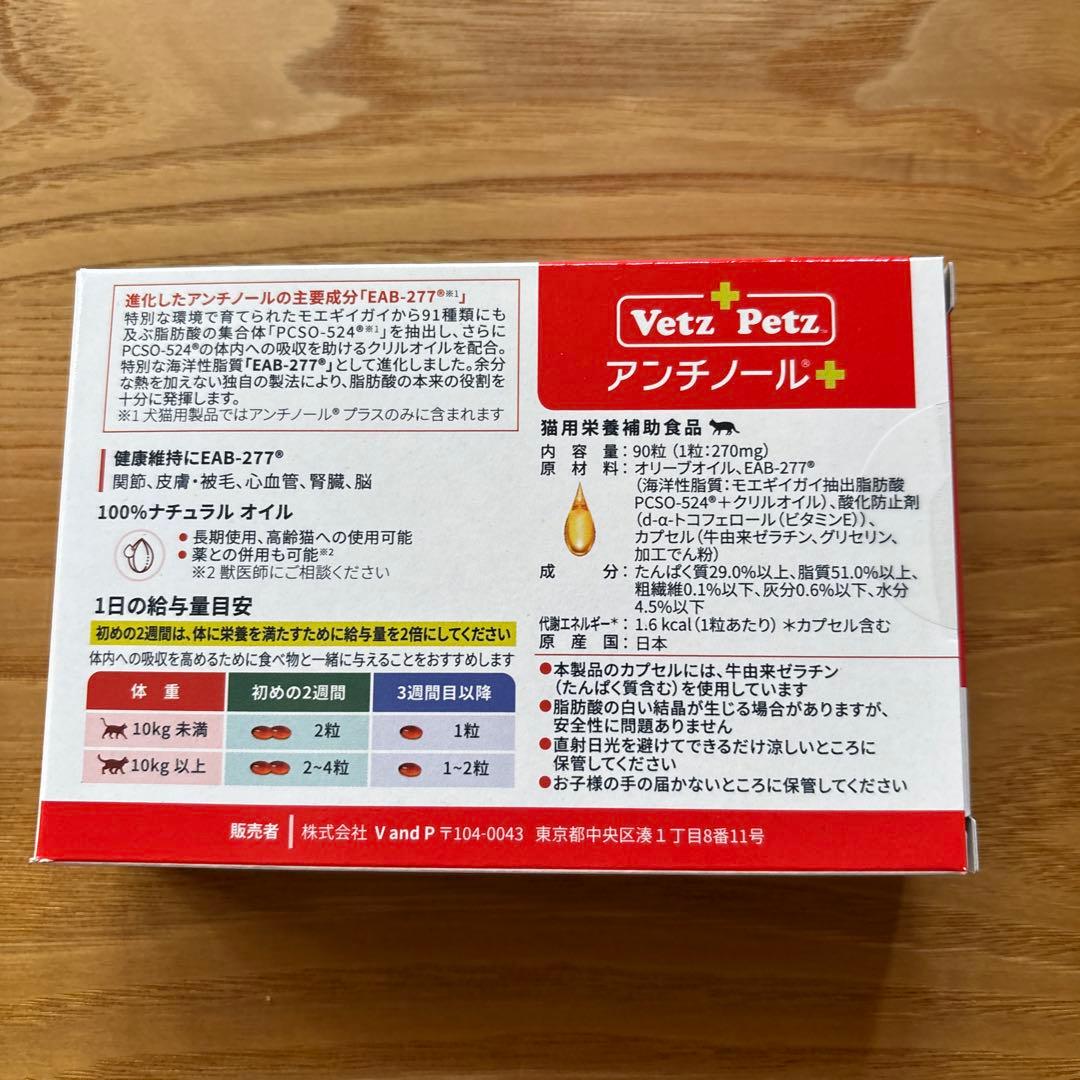 進化したアンチノールの主要成分「EAB-277®※1」
特別な環境で育てられたモエギイガイから91種類にも
及ぶ脂肪酸の集合体「PCSO-524®※1」を抽出し、さらに
PCSO-524®の体内への吸収を助けるクリルオイルを配合。
特別な海洋性脂質「EAB-277®」として進化しました。余分
な熱を加えない独自の製法により、脂肪酸の本来の役割を
十分に発揮します。
※1 犬猫用製品ではアンチノール® プラスのみに含まれます
健康維持にEAB-277®
関節、皮膚・被毛、心血管、腎臓、脳
100%ナチュラル オイル
●長期使用、高齢猫への使用可能
●薬との併用も可能※2
※2 獣医師にご相談ください
1日の給与量目安
初めの2週間は、体に栄養を満たすために給与量を2倍にしてください
体内への吸収を高めるために食べ物と一緒に与えることをおすすめします
体重 初めの2週間 3週間目以降
10kg 未満 2粒 1粒
10kg 以上 2~4粒 1~2粒
Vetz Petz™
アンチノール®+
猫用栄養補助食品
内容量:90粒(1粒:270mg)
原材料:オリーブオイル、EAB-277®
(海洋性脂質:モエギイガイ抽出脂肪酸
PCSO-524®+クリルオイル)、酸化防止剤
(d-α-トコフェロール(ビタミンE))、
カプセル(牛由来ゼラチン、グリセリン、
加工でん粉)
成分:たんぱく質29.0%以上、脂質51.0%以上、
粗繊維0.1%以下、灰分0.6%以下、水分
4.5%以下
代謝エネルギー*:1.6 kcal(1粒あたり)*カプセル含む
原産国:日本
●本製品のカプセルには、牛由来ゼラチン
(たんぱく質含む)を使用しています
●脂肪酸の白い結晶が生じる場合がありますが、
安全性に問題ありません
●直射日光を避けてできるだけ涼しいところに
保管してください
●お子様の手の届かないところに保管してください
販売者 株式会社 V and P 〒104-0043 東京都中央区湊1丁目8番11号